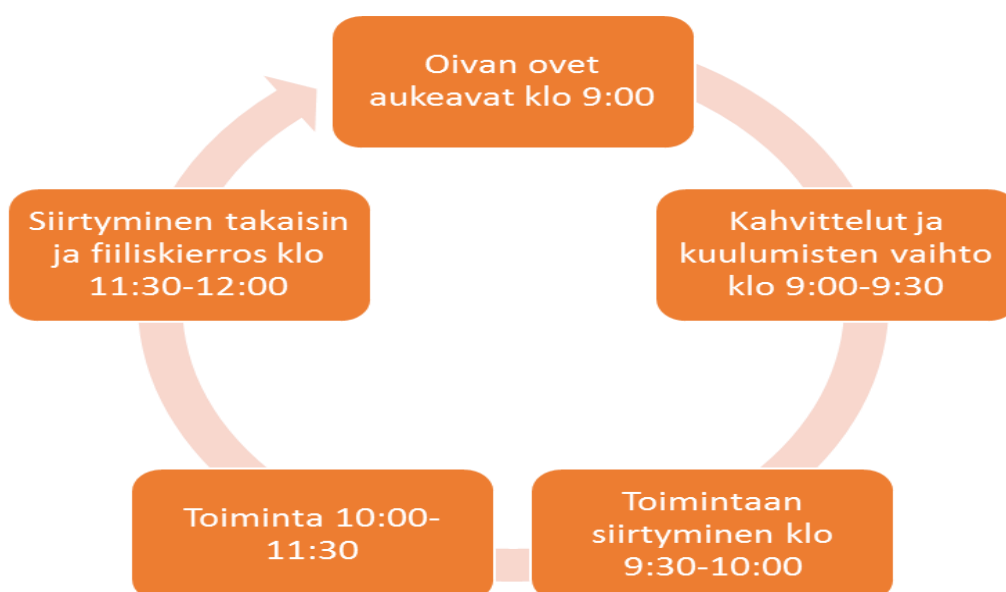 Oivan ovet
aukeavat klo 9:00
Kahvittelut ja
kuulumisten vaihto
klo 9:00-9:30
Toimintaan
siirtyminen klo
9:30-10:00
Toiminta 10:00-
11:30
Siirtyminen takaisin
ja fiiliskierros klo
11:30-12:00